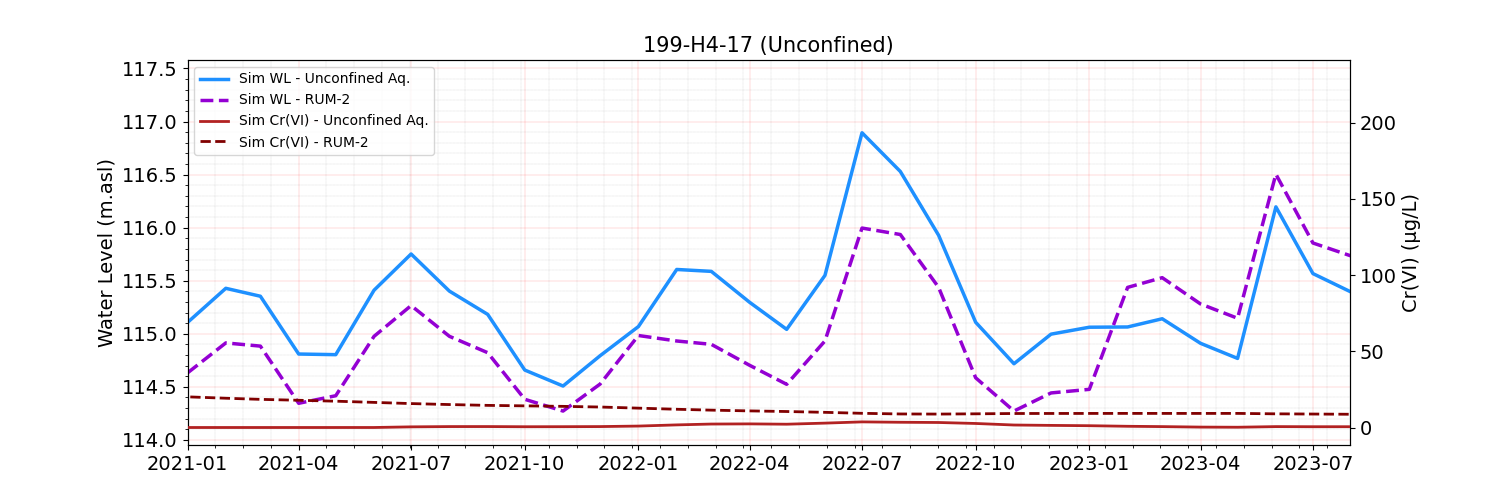 199-H4-17 (Unconfined)
Sim WL - Unconfined Aq.
Sim WL - RUM-2
Sim Cr(VI) - Unconfined Aq.
Sim Cr(VI) - RUM-2
Water Level (m.asl)
117.5
117.0
116.5
116.0
115.5
115.0
114.5
114.0
200
150
100
50
0
Cr(VI) (μg/L)
2021-01 2021-04 2021-07 2021-10 2022-01 2022-04 2022-07 2022-10 2023-01 2023-04 2023-07